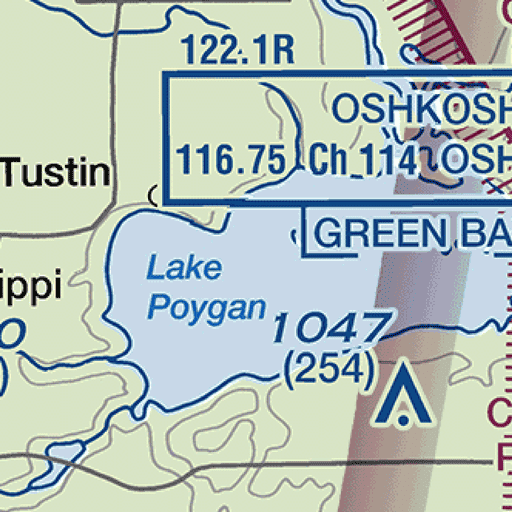 122.1R
OSHKOSH
116.75 Ch 114 OSH
Tustin
GREEN BA
Lake
Poygan
ippi
1047
(254)
O
)
C
F